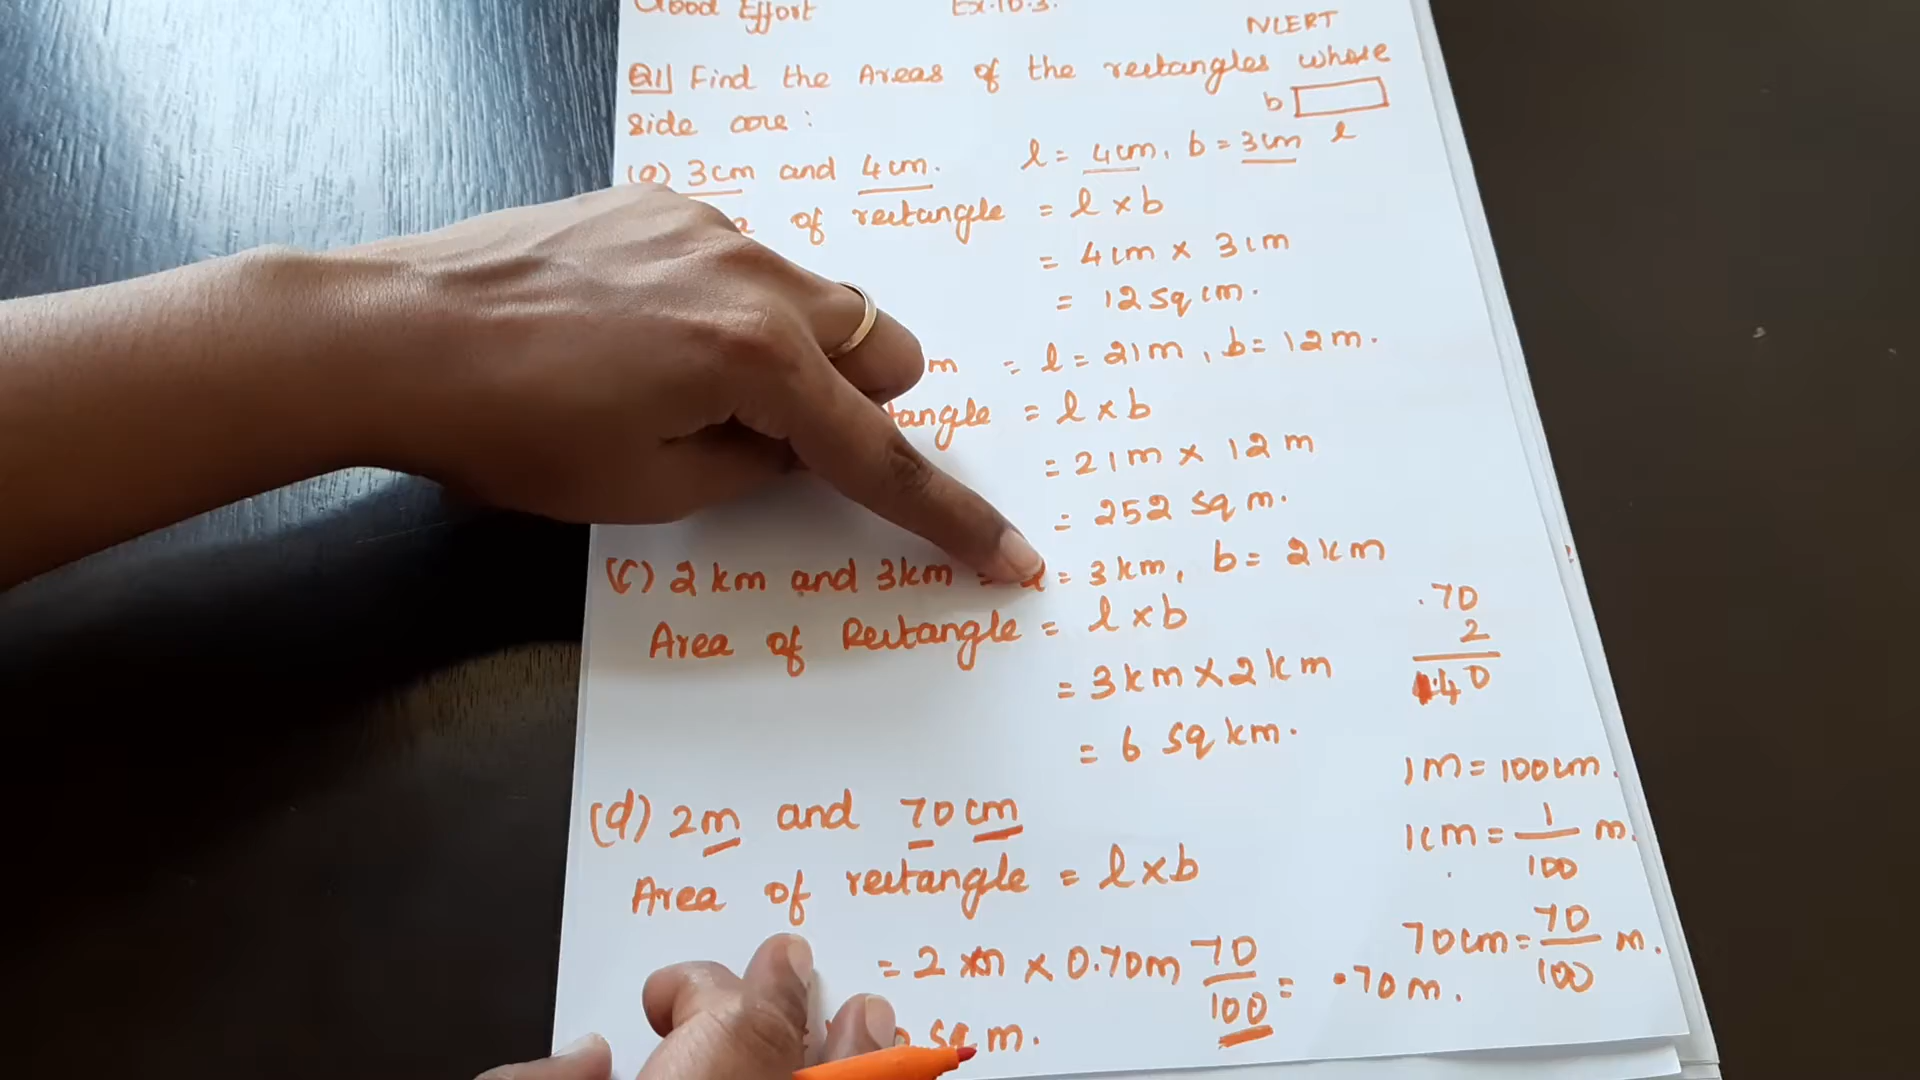 Good Effort Ex.10.3.
NCERT
Q1) Find the Areas of the rectangles whose
side are : b
l
(a) 3cm and 4cm. l = 4cm, b = 3cm
of rectangle = l x b
= 4cm x 3cm
= 12 sq cm.
m = l = 21m, b = 12m.
tangle = l x b
= 21m x 12m
= 252 sq m.
(c) 2km and 3km = l = 3km, b = 2km
Area of Rectangle = l x b
= 3km x 2km
= 6 sq km.
.70
2
1.40
(d) 2m and 70cm
Area of rectangle = l x b
= 2 m x 0.70m 70/100 = .70m.
sq m.
1m = 100cm.
1cm = 1/100 m.
70cm = 70/100 m.